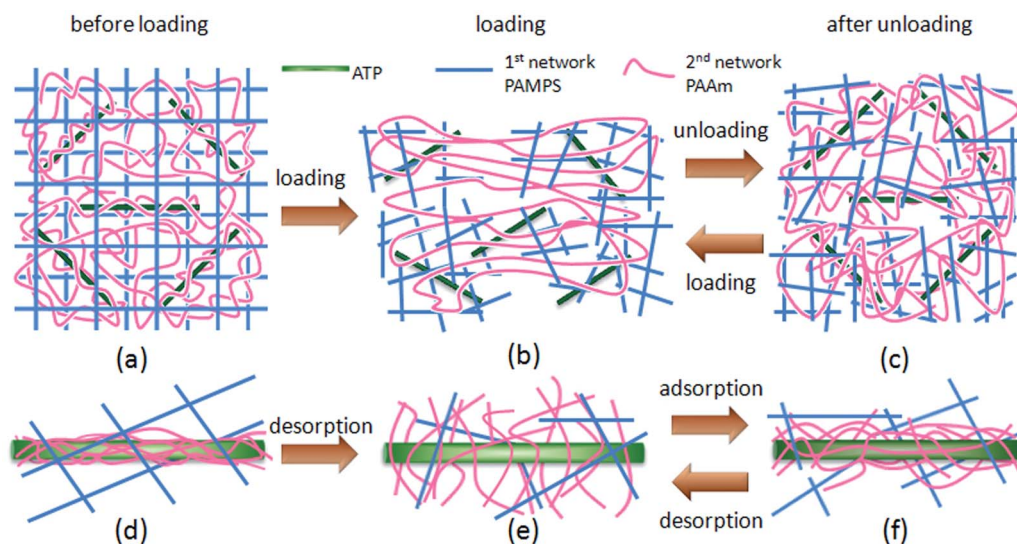 before loading
loading
after unloading
ATP
1st network
PAMPS
2nd network
PAAm
loading
unloading
loading
(a)
(b)
(c)
desorption
adsorption
desorption
(d)
(e)
(f)